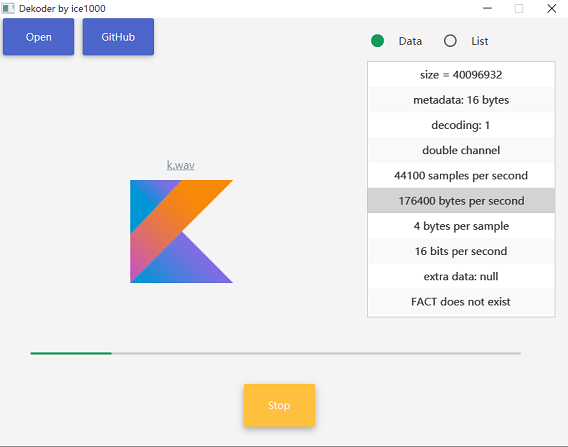 Dekoder by ice1000
Open
GitHub
Data
List
k.wav
size = 40096932
metadata: 16 bytes
decoding: 1
double channel
44100 samples per second
176400 bytes per second
4 bytes per sample
16 bits per second
extra data: null
FACT does not exist
Stop